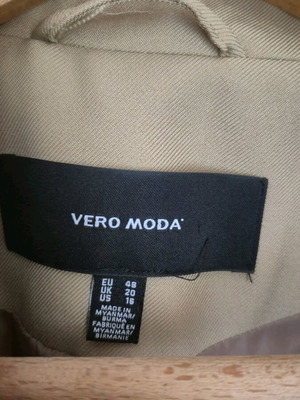 VERO MODA
EU 48
UK 20
US 16
MADE IN
MYANMAR/
BURMA
FABRIQUÉ EN
MYANMAR/
BIRMANIE